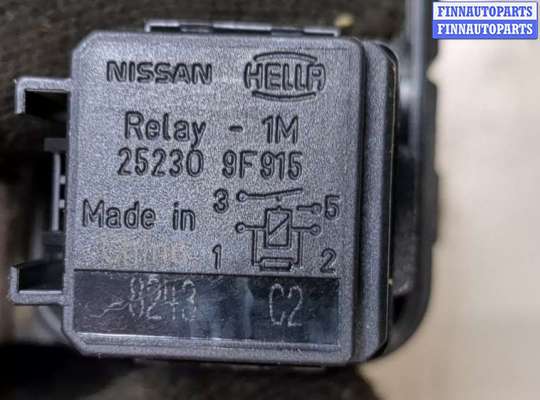 FINNAUTOPARTS
FINNAUTOPARTS
NISSAN HELLA
Relay - 1M
25230 9F915
3 5
Made in
1 2
8243 C2